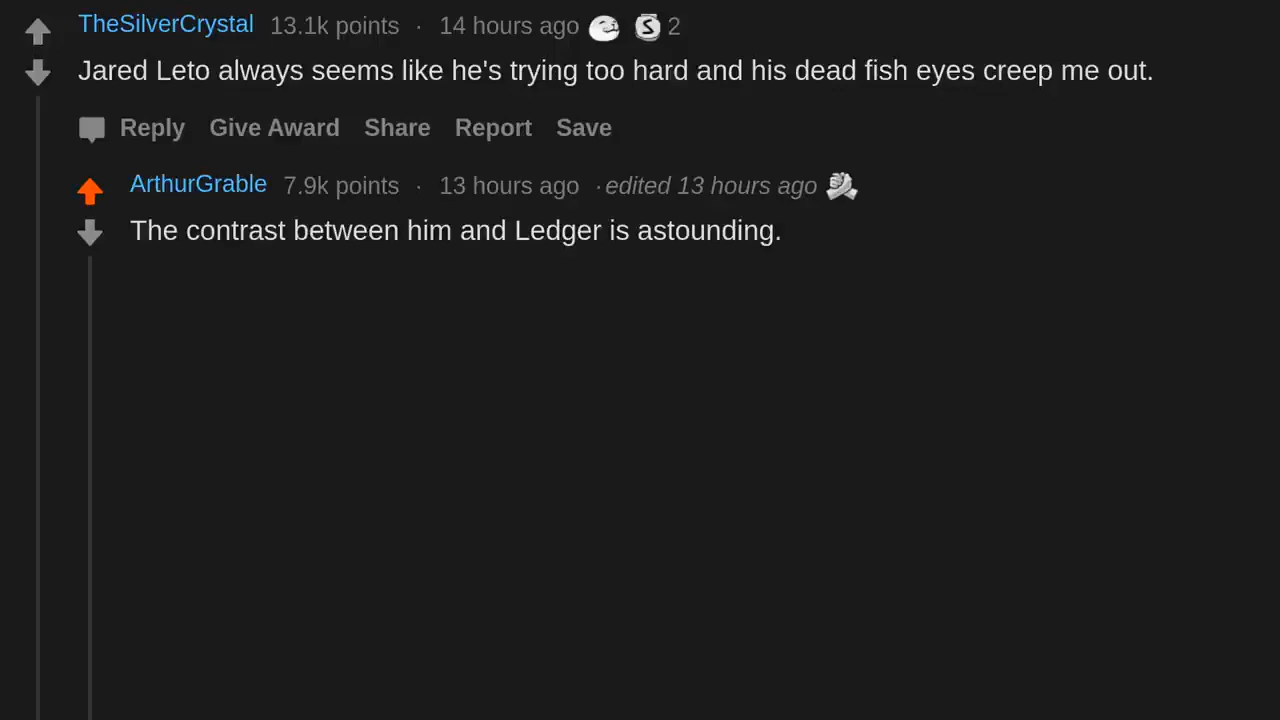 TheSilverCrystal 13.1k points · 14 hours ago S 2
Jared Leto always seems like he's trying too hard and his dead fish eyes creep me out.
Reply Give Award Share Report Save
ArthurGrable 7.9k points · 13 hours ago · edited 13 hours ago
The contrast between him and Ledger is astounding.